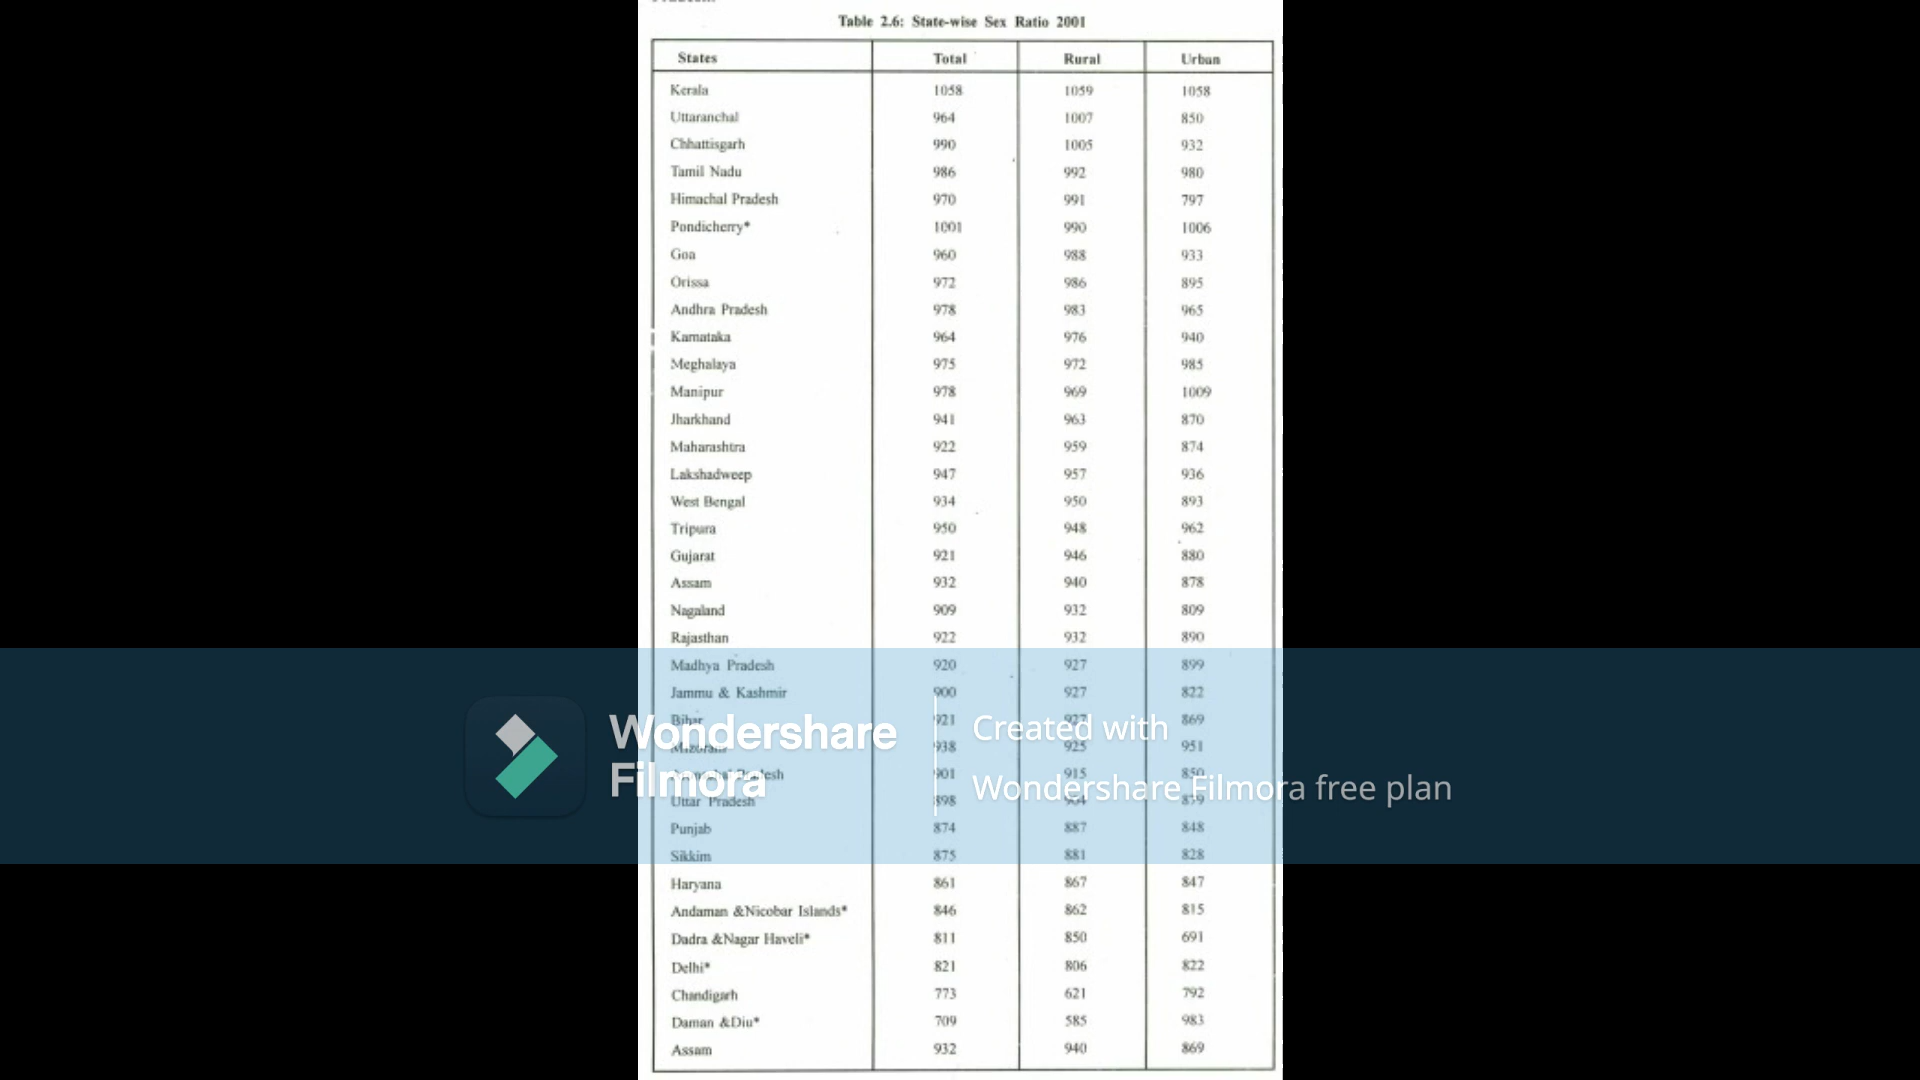 Table 2.6: State-wise Sex Ratio 2001
States Total Rural Urban
Kerala 1058 1059 1058
Uttaranchal 964 1007 850
Chhattisgarh 990 1005 932
Tamil Nadu 986 992 980
Himachal Pradesh 970 991 797
Pondicherry* 1001 990 1006
Goa 960 988 933
Orissa 972 986 895
Andhra Pradesh 978 983 965
Karnataka 964 976 940
Meghalaya 975 972 985
Manipur 978 969 1009
Jharkhand 941 963 870
Maharashtra 922 959 874
Lakshadweep 947 957 936
West Bengal 934 950 893
Tripura 950 948 962
Gujarat 921 946 880
Assam 932 940 878
Nagaland 909 932 809
Rajasthan 922 932 890
Madhya Pradesh 920 927 899
Jammu & Kashmir 900 927 822
Bihar 921 927 869
Mizoram 938 925 951
Pradesh 901 915 850
Uttar Pradesh 898 879
Punjab 874 887 848
Sikkim 875 881 828
Haryana 861 867 847
Andaman &Nicobar Islands* 846 862 815
Dadra &Nagar Haveli* 811 850 691
Delhi* 821 806 822
Chandigarh 773 621 792
Daman &Diu* 709 585 983
Assam 932 940 869
Wondershare
Filmora
Created with
Wondershare Filmora free plan